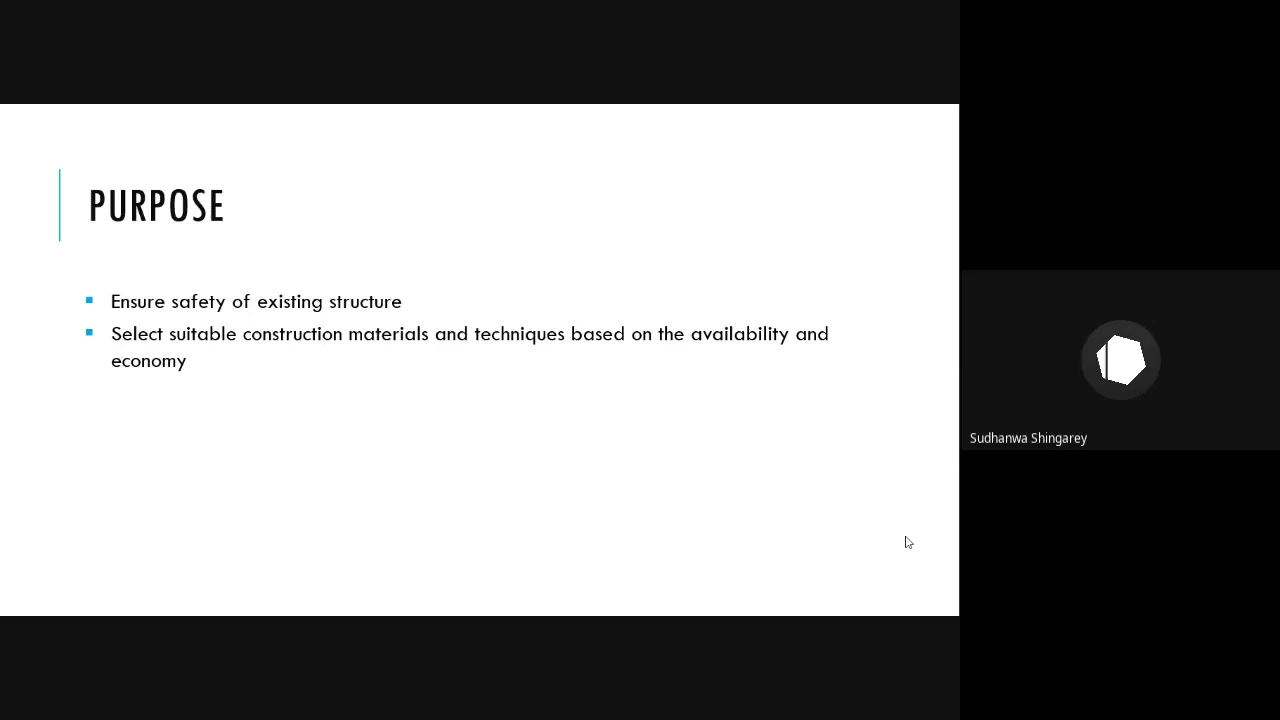 PURPOSE
Ensure safety of existing structure
Select suitable construction materials and techniques based on the availability and
economy
Sudhanwa Shingarey